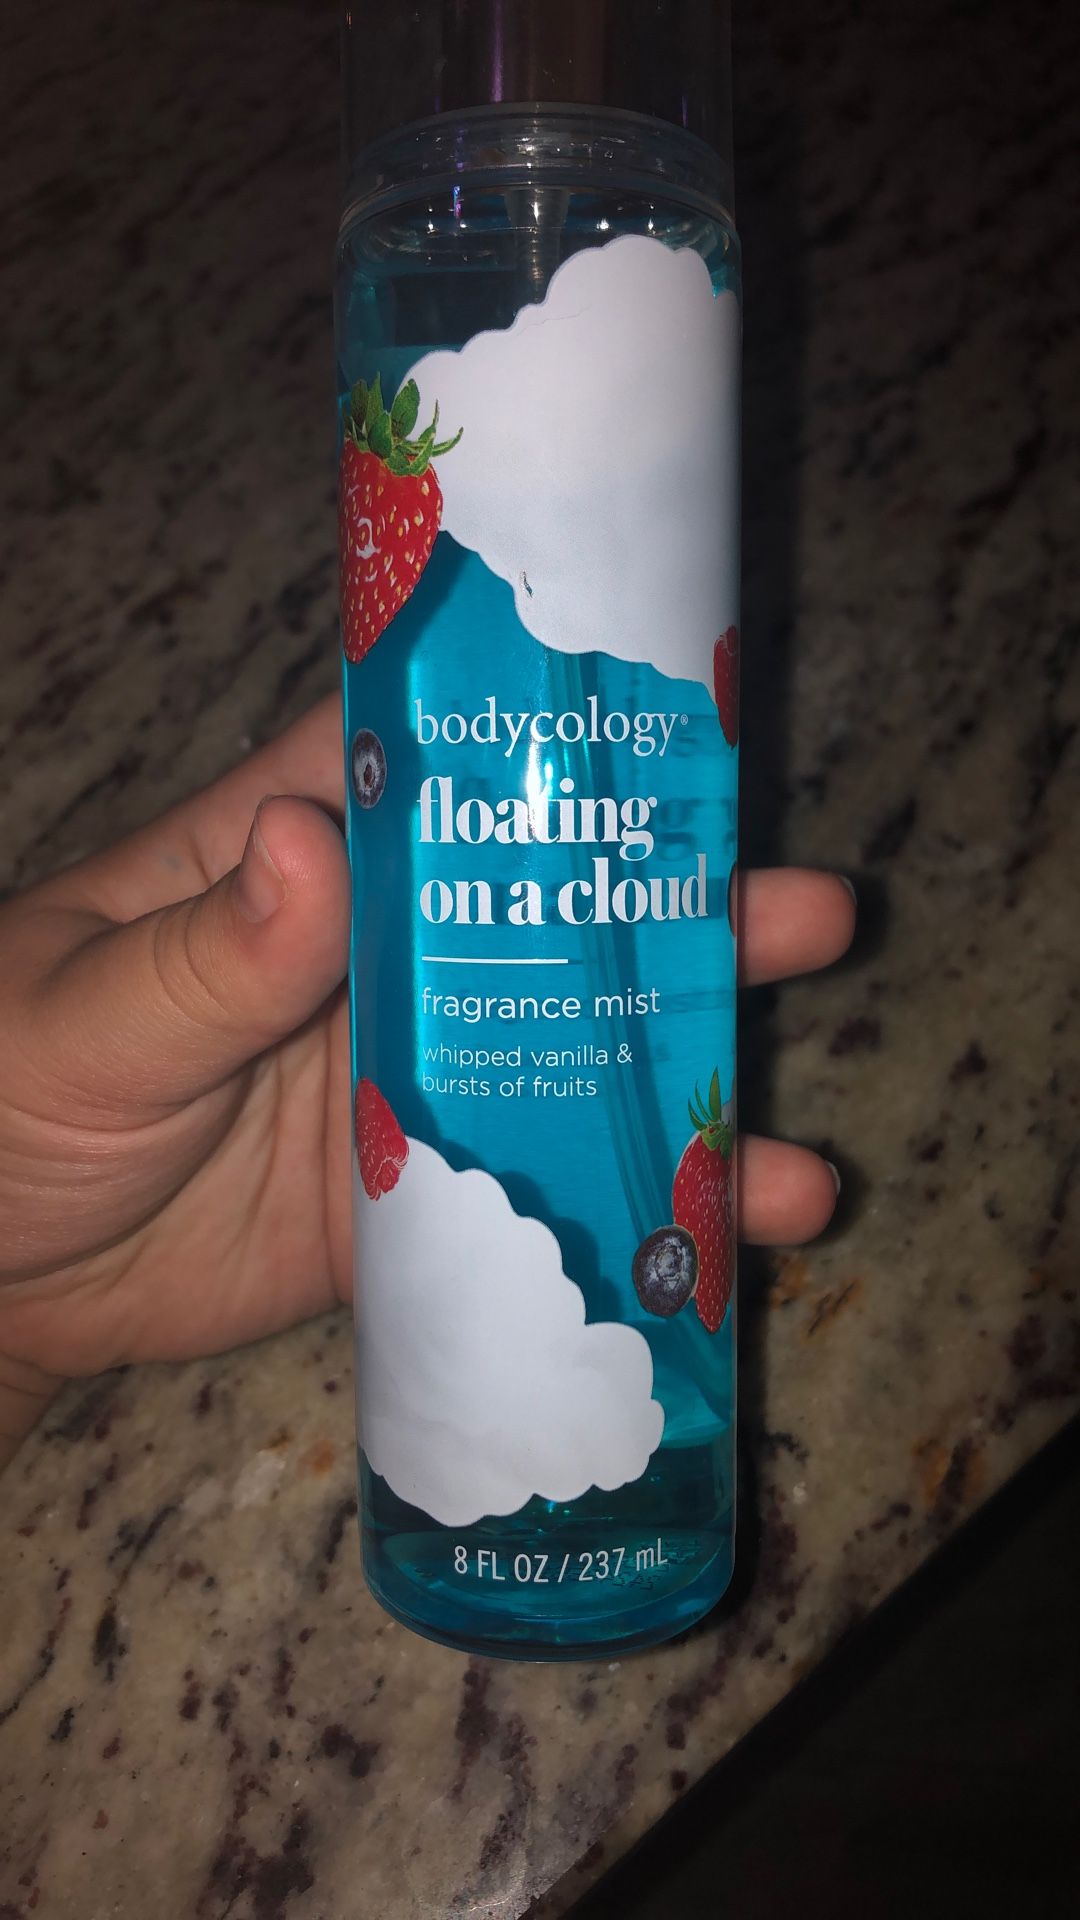 bodycology®
floating
on a cloud
fragrance mist
whipped vanilla &
bursts of fruits
8 FL OZ / 237 mL